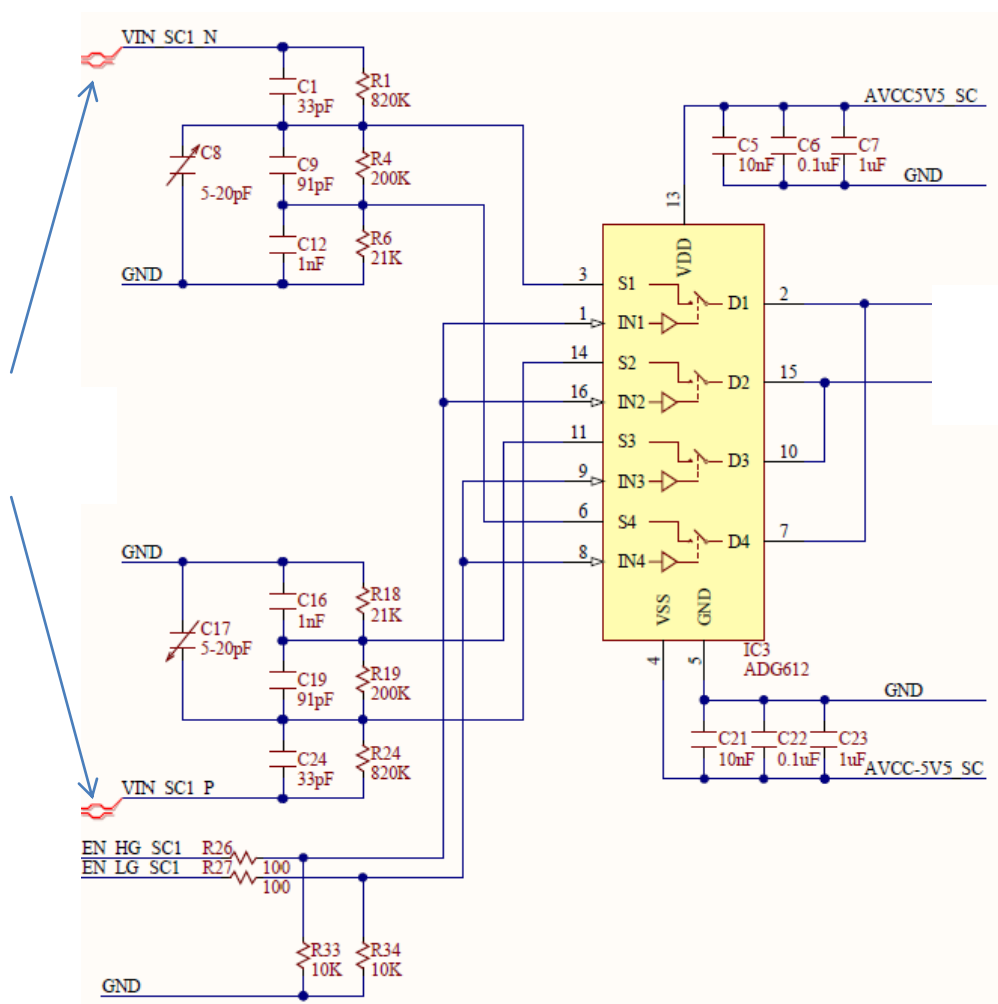 VIN_SC1_N
C1
33pF
R1
820K
C8
5-20pF
C9
91pF
R4
200K
C12
1nF
R6
21K
GND
AVCC5V5_SC
C5
10nF
C6
0.1uF
C7
1uF
GND
13
VDD
3
S1
D1
2
1
IN1
14
S2
D2
15
16
IN2
11
S3
D3
10
9
IN3
6
S4
D4
7
8
IN4
VSS
GND
4
5
IC3
ADG612
GND
C21
10nF
C22
0.1uF
C23
1uF
AVCC-5V5_SC
GND
C16
1nF
R18
21K
C17
5-20pF
C19
91pF
R19
200K
C24
33pF
R24
820K
VIN_SC1_P
EN_HG_SC1
R26
100
EN_LG_SC1
R27
100
R33
10K
R34
10K
GND